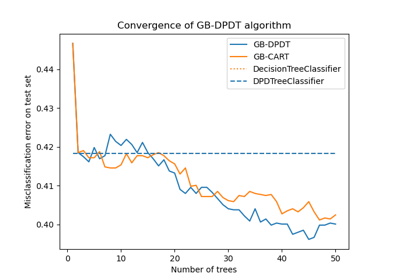 Convergence of GB-DPDT algorithm
GB-DPDT
GB-CART
DecisionTreeClassifier
DPDTreeClassifier
Misclassification error on test set
0.44
0.43
0.42
0.41
0.40
0 10 20 30 40 50
Number of trees